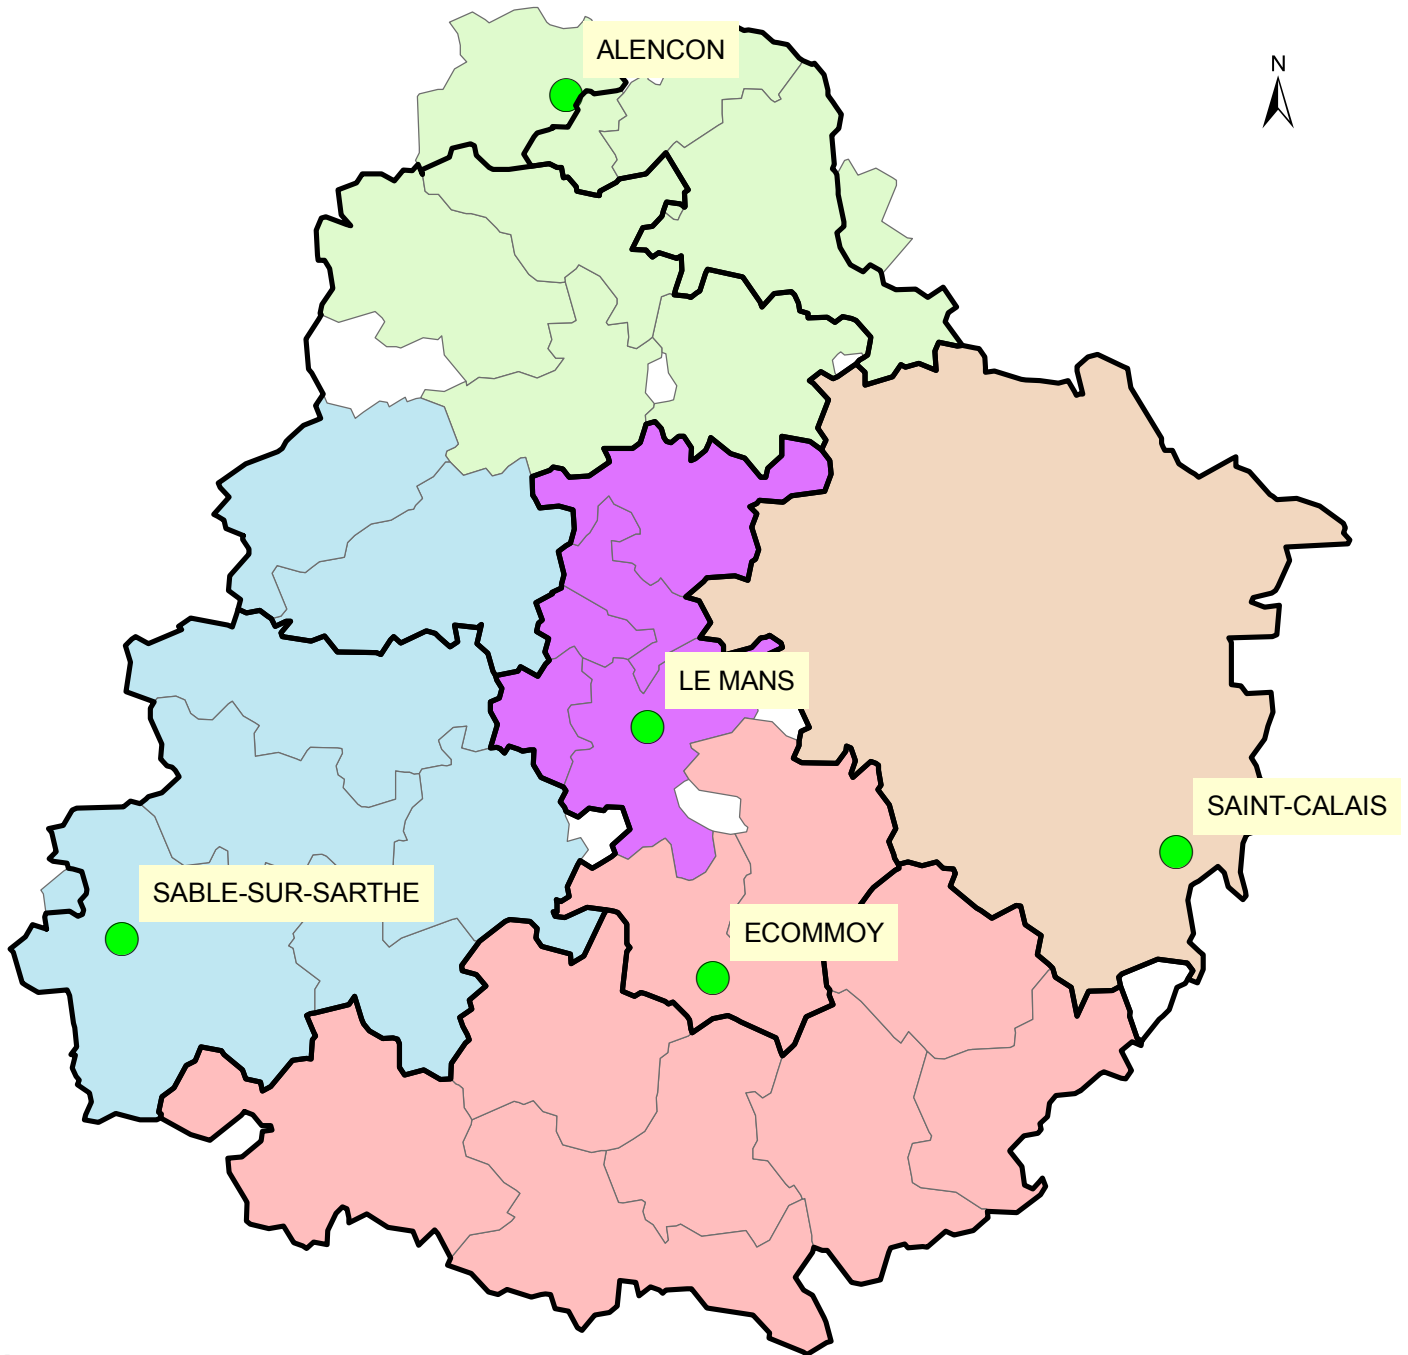 ALENCON
N
LE MANS
SAINT-CALAIS
SABLE-SUR-SARTHE
ECOMMOY